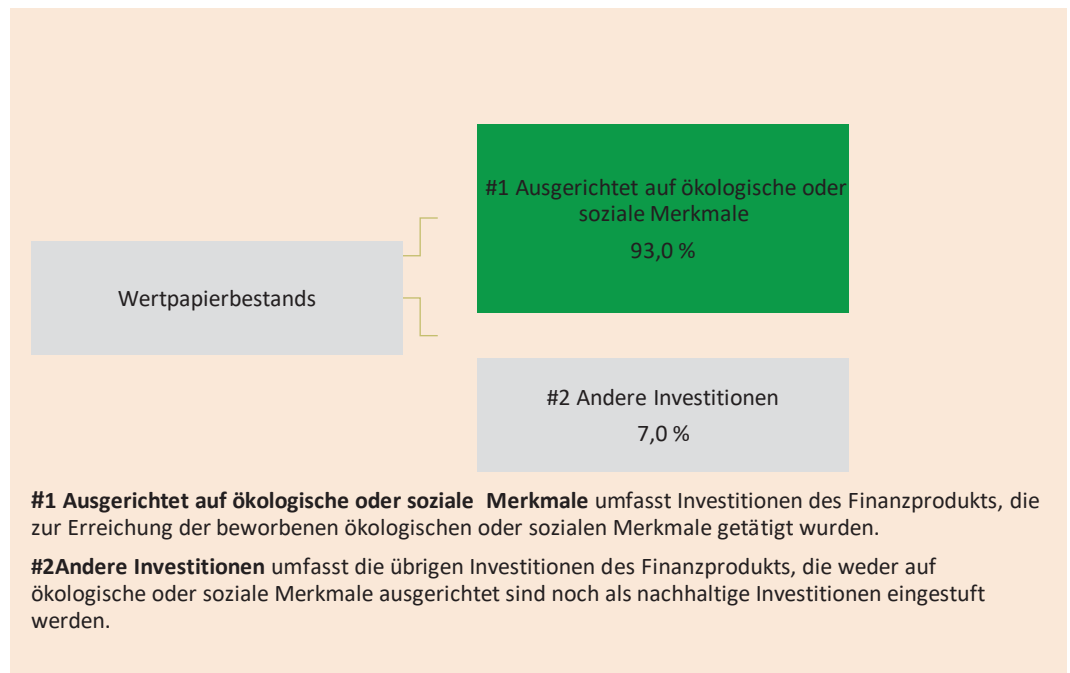 #1 Ausgerichtet auf ökologische oder
soziale Merkmale
93,0 %
Wertpapierbestands
#2 Andere Investitionen
7,0 %
#1 Ausgerichtet auf ökologische oder soziale Merkmale umfasst Investitionen des Finanzprodukts, die
zur Erreichung der beworbenen ökologischen oder sozialen Merkmale getätigt wurden.
#2Andere Investitionen umfasst die übrigen Investitionen des Finanzprodukts, die weder auf
ökologische oder soziale Merkmale ausgerichtet sind noch als nachhaltige Investitionen eingestuft
werden.